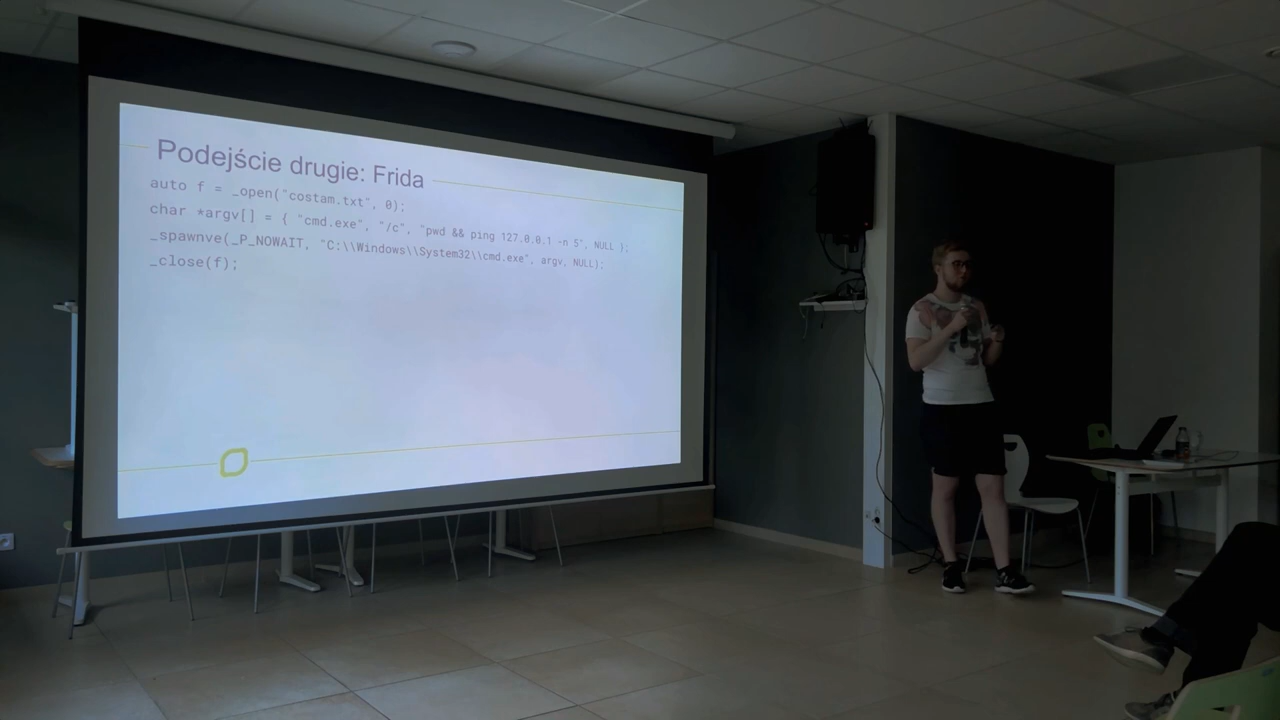 Podejście drugie: Frida
auto f = _open("costam.txt", 0);
char *argv[] = { "cmd.exe", "/c", "pwd && ping 127.0.0.1 -n 5", NULL };
_spawnve(_P_NOWAIT, "C:\\Windows\\System32\\cmd.exe", argv, NULL);
_close(f);